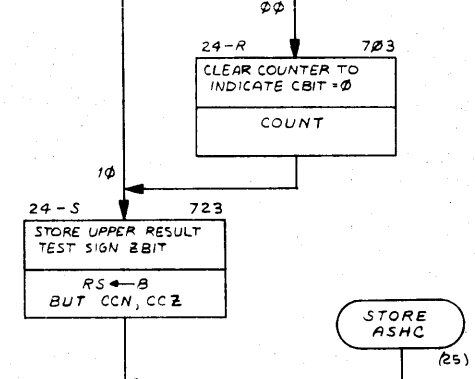 ØØ
24-R 7Ø3
CLEAR COUNTER TO
INDICATE CBIT=Ø
COUNT
1Ø
24-S 723
STORE UPPER RESULT
TEST SIGN ZBIT
RS←B
BUT CCN, CCZ
STORE
ASHC
(25)